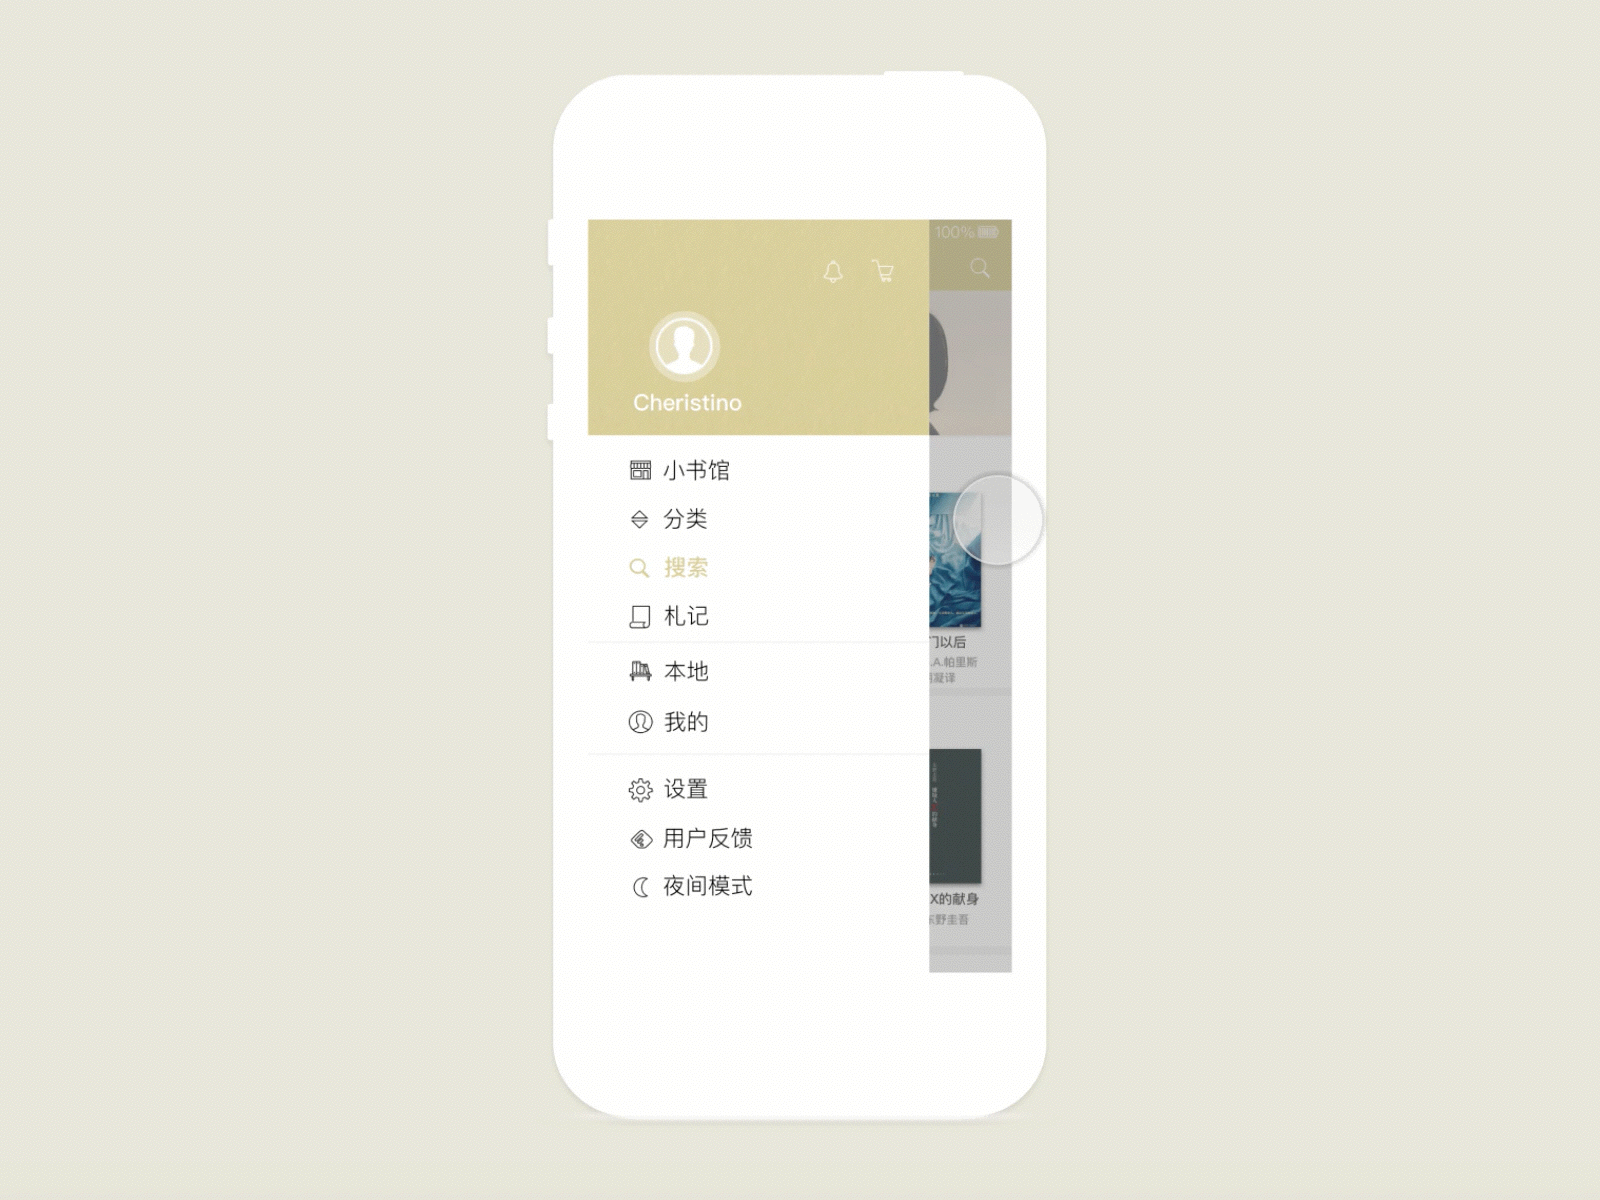 100%
Cheristino
小书馆
分类
搜索
札记
本地
我的
设置
用户反馈
夜间模式
门以后
.A.帕里斯
凝译
X的献身
东野圭吾